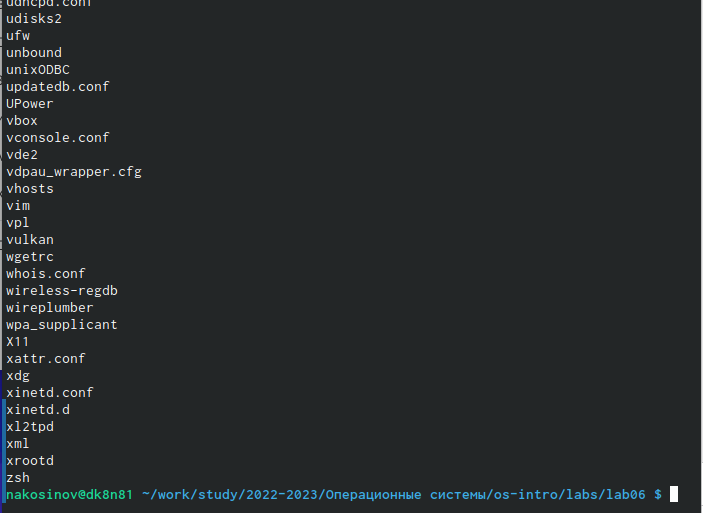 udhcpd.conf
udisks2
ufw
unbound
unixODBC
updatedb.conf
UPower
vbox
vconsole.conf
vde2
vdpau_wrapper.cfg
vhosts
vim
vpl
vulkan
wgetrc
whois.conf
wireless-regdb
wireplumber
wpa_supplicant
X11
xattr.conf
xdg
xinetd.conf
xinetd.d
xl2tpd
xml
xrootd
zsh
nakosinov@dk8n81 ~/work/study/2022-2023/Операционные системы/os-intro/labs/lab06 $